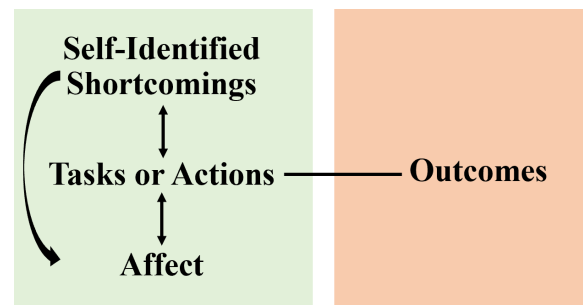 Self-Identified
Shortcomings
Tasks or Actions
Outcomes
Affect